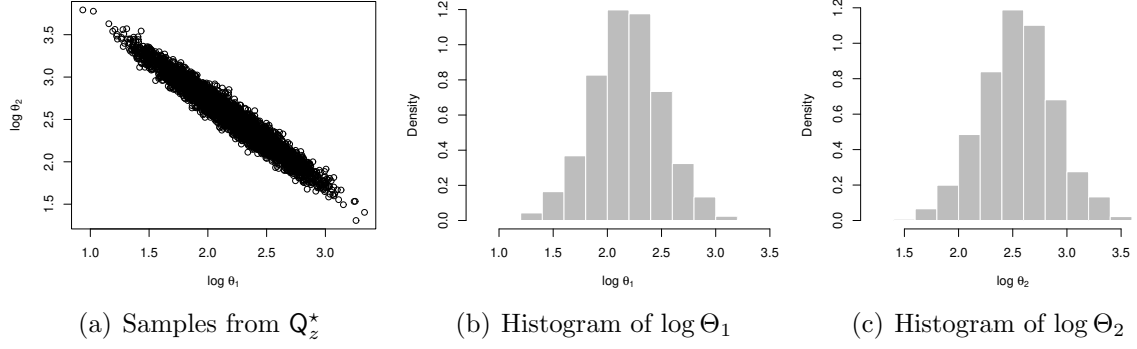 3.5
3.0
2.5
2.0
1.5
log θ2
1.0 1.5 2.0 2.5 3.0
log θ1
(a) Samples from Q⋆z
1.2
1.0
0.8
0.6
0.4
0.2
0.0
Density
1.0 1.5 2.0 2.5 3.0 3.5
log θ1
(b) Histogram of log Θ1
1.2
1.0
0.8
0.6
0.4
0.2
0.0
Density
1.5 2.0 2.5 3.0 3.5
log θ2
(c) Histogram of log Θ2